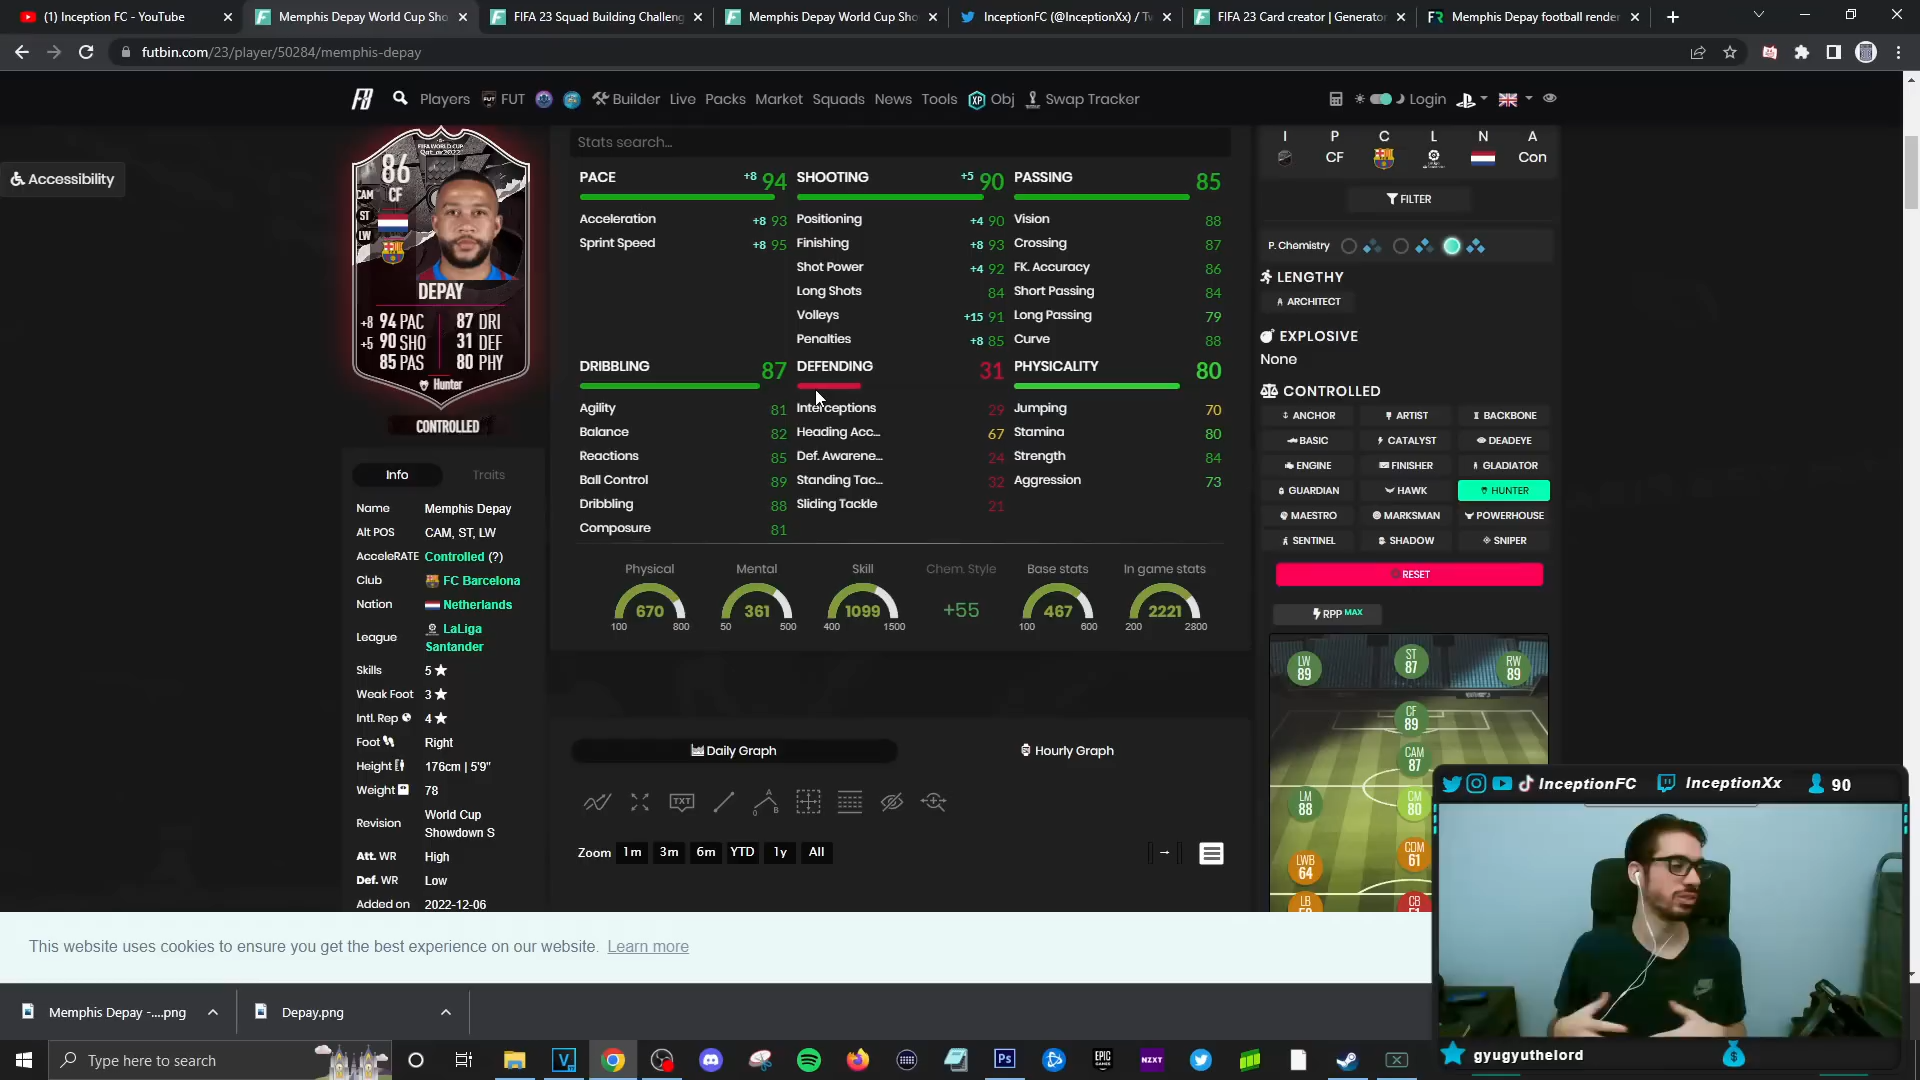 (1) Inception FC - YouTube
Memphis Depay World Cup Sho
FIFA 23 Squad Building Challeng
Memphis Depay World Cup Sho
InceptionFC (@InceptionXx) / Tw
FIFA 23 Card creator | Generator
Memphis Depay football render
futbin.com/23/player/50284/memphis-depay
Players FUT Builder Live Packs Market Squads News Tools XP Obj Swap Tracker Login
Accessibility
FIFA WORLD CUP
Qatar2022
86
CF
CAM
ST
LW
DEPAY
+8 94 PAC 87 DRI
+5 90 SHO 31 DEF
85 PAS 80 PHY
Hunter
CONTROLLED
Info Traits
Name Memphis Depay
Alt POS CAM, ST, LW
AcceleRATE Controlled (?)
Club FC Barcelona
Nation Netherlands
League LaLiga
Santander
Skills 5
Weak Foot 3
Intl. Rep 4
Foot Right
Height 176cm | 5'9"
Weight 78
Revision World Cup
Showdown S
Att. WR High
Def. WR Low
Added on 2022-12-06
Stats search...
PACE +8 94
Acceleration +8 93
Sprint Speed +8 95
SHOOTING +5 90
Positioning +4 90
Finishing +8 93
Shot Power +4 92
Long Shots 84
Volleys +15 91
Penalties +8 85
PASSING 85
Vision 88
Crossing 87
FK. Accuracy 86
Short Passing 84
Long Passing 79
Curve 88
DRIBBLING 87
Agility 81
Balance 82
Reactions 85
Ball Control 89
Dribbling 88
Composure 81
DEFENDING 31
Interceptions 29
Heading Acc... 67
Def. Awarene... 24
Standing Tac... 32
Sliding Tackle 21
PHYSICALITY 80
Jumping 70
Stamina 80
Strength 84
Aggression 73
Physical Mental Skill Chem. Style Base stats In game stats
670 361 1099 +55 467 2221
100 800 50 500 400 1500 100 600 200 2800
Daily Graph Hourly Graph
TXT
Zoom 1m 3m 6m YTD 1y All
I P C L N A
CF Con
FILTER
P. Chemistry
LENGTHY
ARCHITECT
EXPLOSIVE
None
CONTROLLED
ANCHOR ARTIST BACKBONE
BASIC CATALYST DEADEYE
ENGINE FINISHER GLADIATOR
GUARDIAN HAWK HUNTER
MAESTRO MARKSMAN POWERHOUSE
SENTINEL SHADOW SNIPER
RESET
RPP MAX
LW
89
ST
87
RW
89
CF
89
CAM
87
LM
88
CM
80
LWB
64
CDM
61
LB
CB
51
InceptionFC InceptionXx 90
gyugyuthelord
This website uses cookies to ensure you get the best experience on our website. Learn more
Memphis Depay -....png
Depay.png
Type here to search
Ps
EPIC
GAMES
NZXT